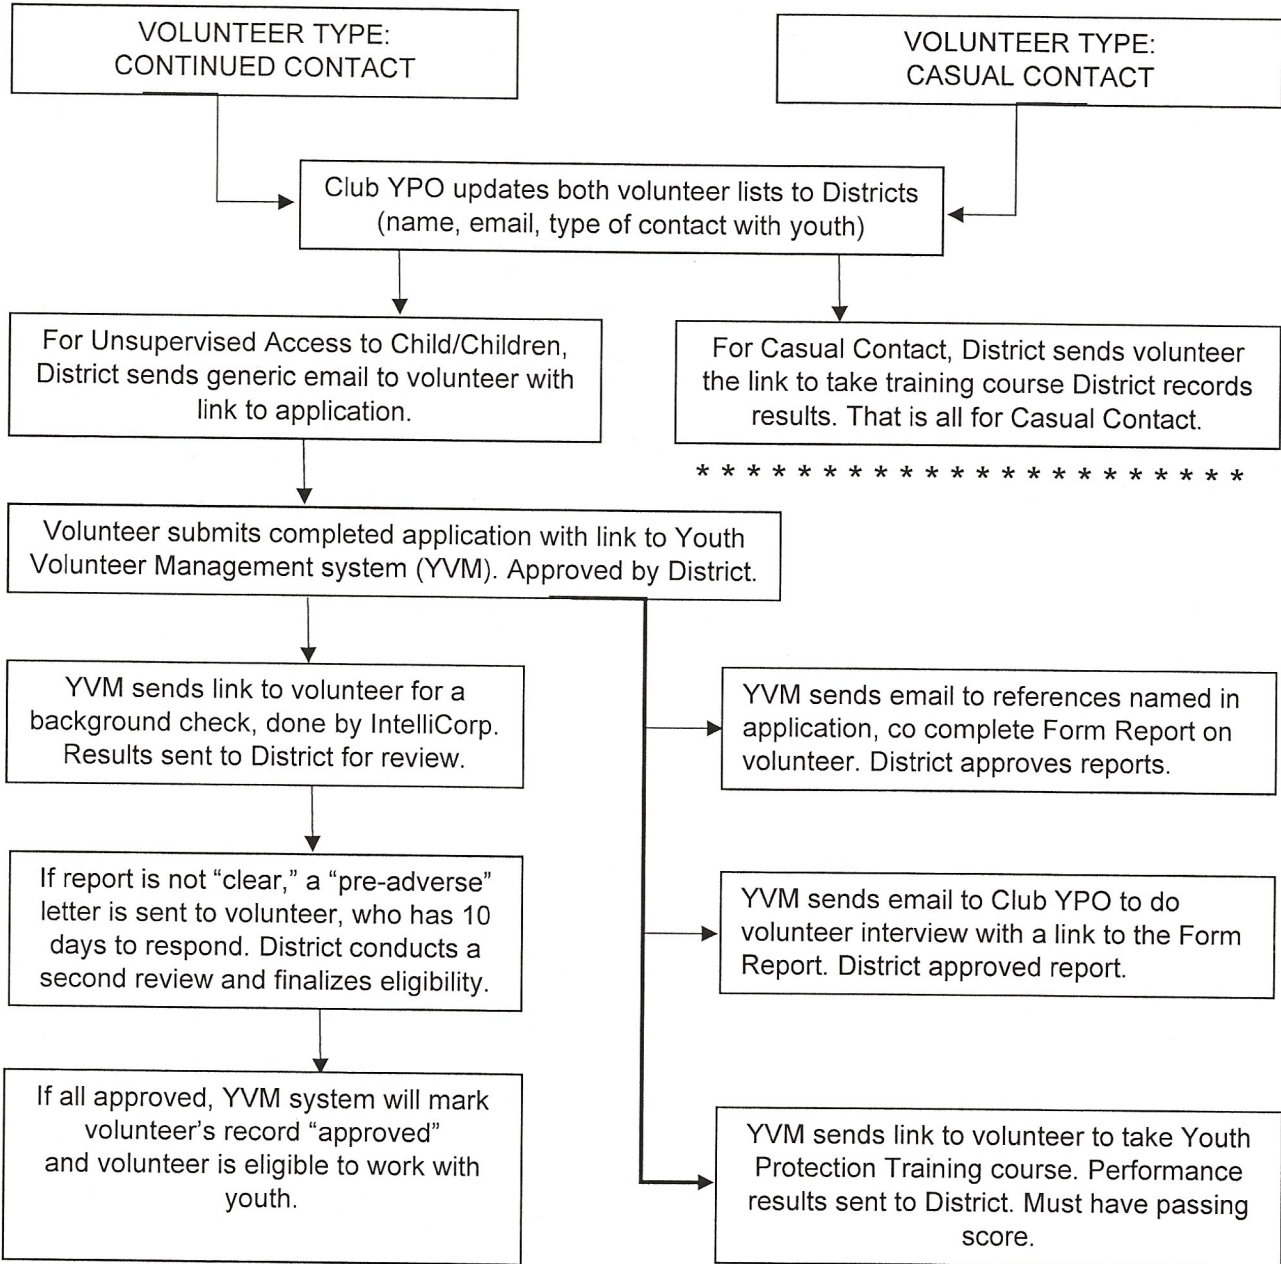 VOLUNTEER TYPE:
CONTINUED CONTACT
VOLUNTEER TYPE:
CASUAL CONTACT
Club YPO updates both volunteer lists to Districts
(name, email, type of contact with youth)
For Unsupervised Access to Child/Children,
District sends generic email to volunteer with
link to application.
For Casual Contact, District sends volunteer
the link to take training course District records
results. That is all for Casual Contact.
* * * * * * * * * * * * * * * * * * * * * *
Volunteer submits completed application with link to Youth
Volunteer Management system (YVM). Approved by District.
YVM sends link to volunteer for a
background check, done by IntelliCorp.
Results sent to District for review.
YVM sends email to references named in
application, co complete Form Report on
volunteer. District approves reports.
If report is not “clear,” a “pre-adverse”
letter is sent to volunteer, who has 10
days to respond. District conducts a
second review and finalizes eligibility.
YVM sends email to Club YPO to do
volunteer interview with a link to the Form
Report. District approved report.
If all approved, YVM system will mark
volunteer’s record “approved”
and volunteer is eligible to work with
youth.
YVM sends link to volunteer to take Youth
Protection Training course. Performance
results sent to District. Must have passing
score.